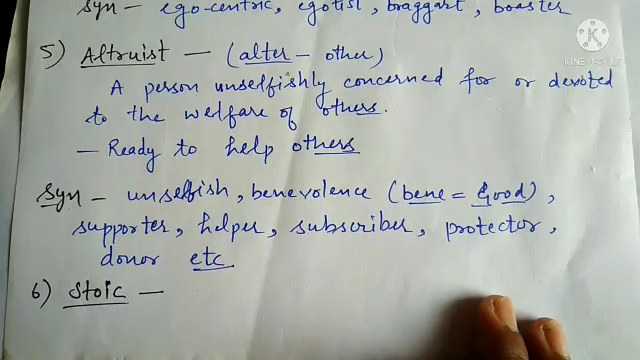 Syn - ego-centric, egotist, braggart, boaster
5) Altruist - (alter - other)
A person unselfishly concerned for or devoted
to the welfare of others.
- Ready to help others
Syn - unselfish, benevolence (bene = Good),
supporter, helper, subscriber, protector,
donor etc
6) Stoic -
KINEMASTER